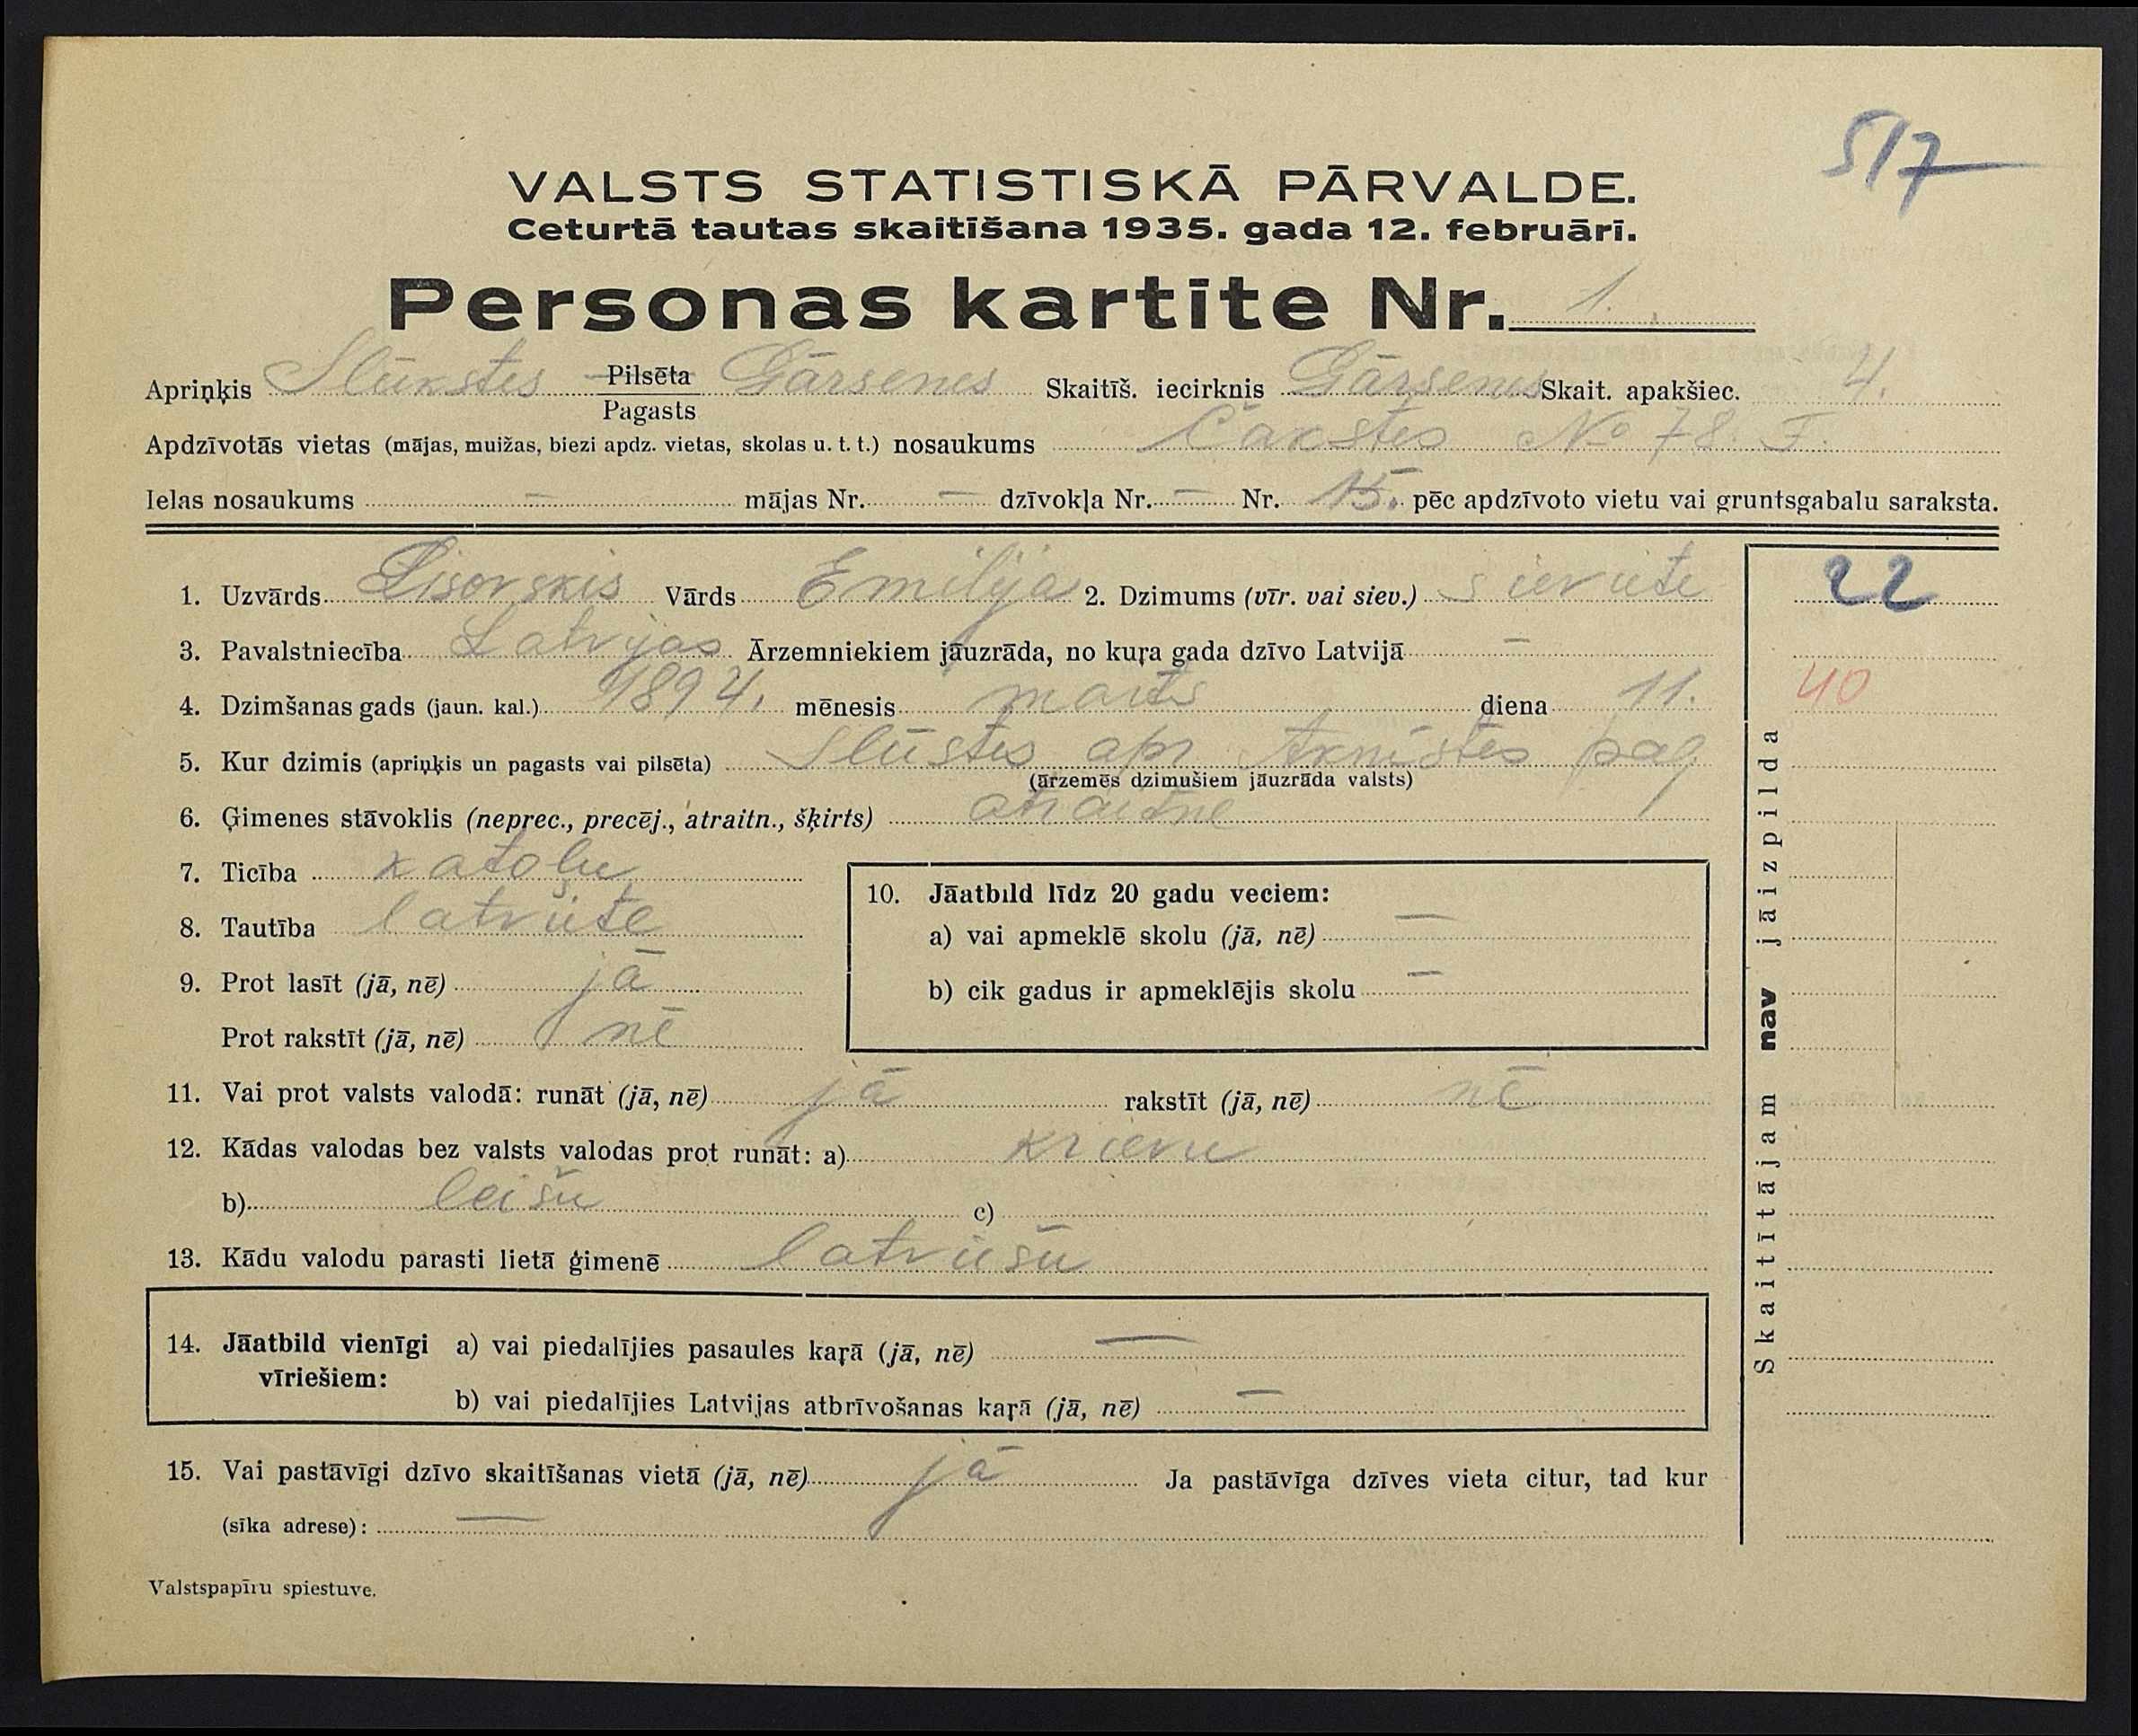 517
VALSTS STATISTISKĀ PĀRVALDE.
Ceturtā tautas skaitīšana 1935. gada 12. februārī.
Personas kartīte Nr. 1.
Apriņķis Slūkstes Pilsēta Pagasts Gārsenes Skaitīš. iecirknis Gārsenes Skait. apakšiec. 4.
Apdzīvotās vietas (mājas, muižas, biezi apdz. vietas, skolas u. t. t.) nosaukums Čakstes No 78. F.
Ielas nosaukums — mājas Nr. — dzīvokļa Nr. — Nr. 15. pēc apdzīvoto vietu vai gruntsgabalu saraksta.
1. Uzvārds Lisovskis Vārds Emilija 2. Dzimums (vīr. vai siev.) sieviete 22
3. Pavalstniecība Latvijas Ārzemniekiem jāuzrāda, no kuŗa gada dzīvo Latvijā —
4. Dzimšanas gads (jaun. kal.) 1894. mēnesis marts diena 11. 40
5. Kur dzimis (apriņķis un pagasts vai pilsēta) Slūstes apr. Aknīstes pag.
(ārzemēs dzimušiem jāuzrāda valsts)
6. Ģimenes stāvoklis (neprec., precēj., atraitn., šķirts) atraitne
7. Ticība katoļu
8. Tautība latviete
9. Prot lasīt (jā, nē) jā
Prot rakstīt (jā, nē) nē
10. Jāatbild līdz 20 gadu veciem:
a) vai apmeklē skolu (jā, nē) —
b) cik gadus ir apmeklējis skolu —
11. Vai prot valsts valodā: runāt (jā, nē) jā rakstīt (jā, nē) nē
12. Kādas valodas bez valsts valodas prot runāt: a) krievu
b) leišu c)
13. Kādu valodu parasti lietā ģimenē latviešu
14. Jāatbild vienīgi vīriešiem: a) vai piedalījies pasaules kaŗā (jā, nē) —
b) vai piedalījies Latvijas atbrīvošanas kaŗā (jā, nē) —
15. Vai pastāvīgi dzīvo skaitīšanas vietā (jā, nē) jā Ja pastāvīga dzīves vieta citur, tad kur
(sīka adrese): —
Skaitītājam nav jāizpilda
Valstspapīru spiestuve.